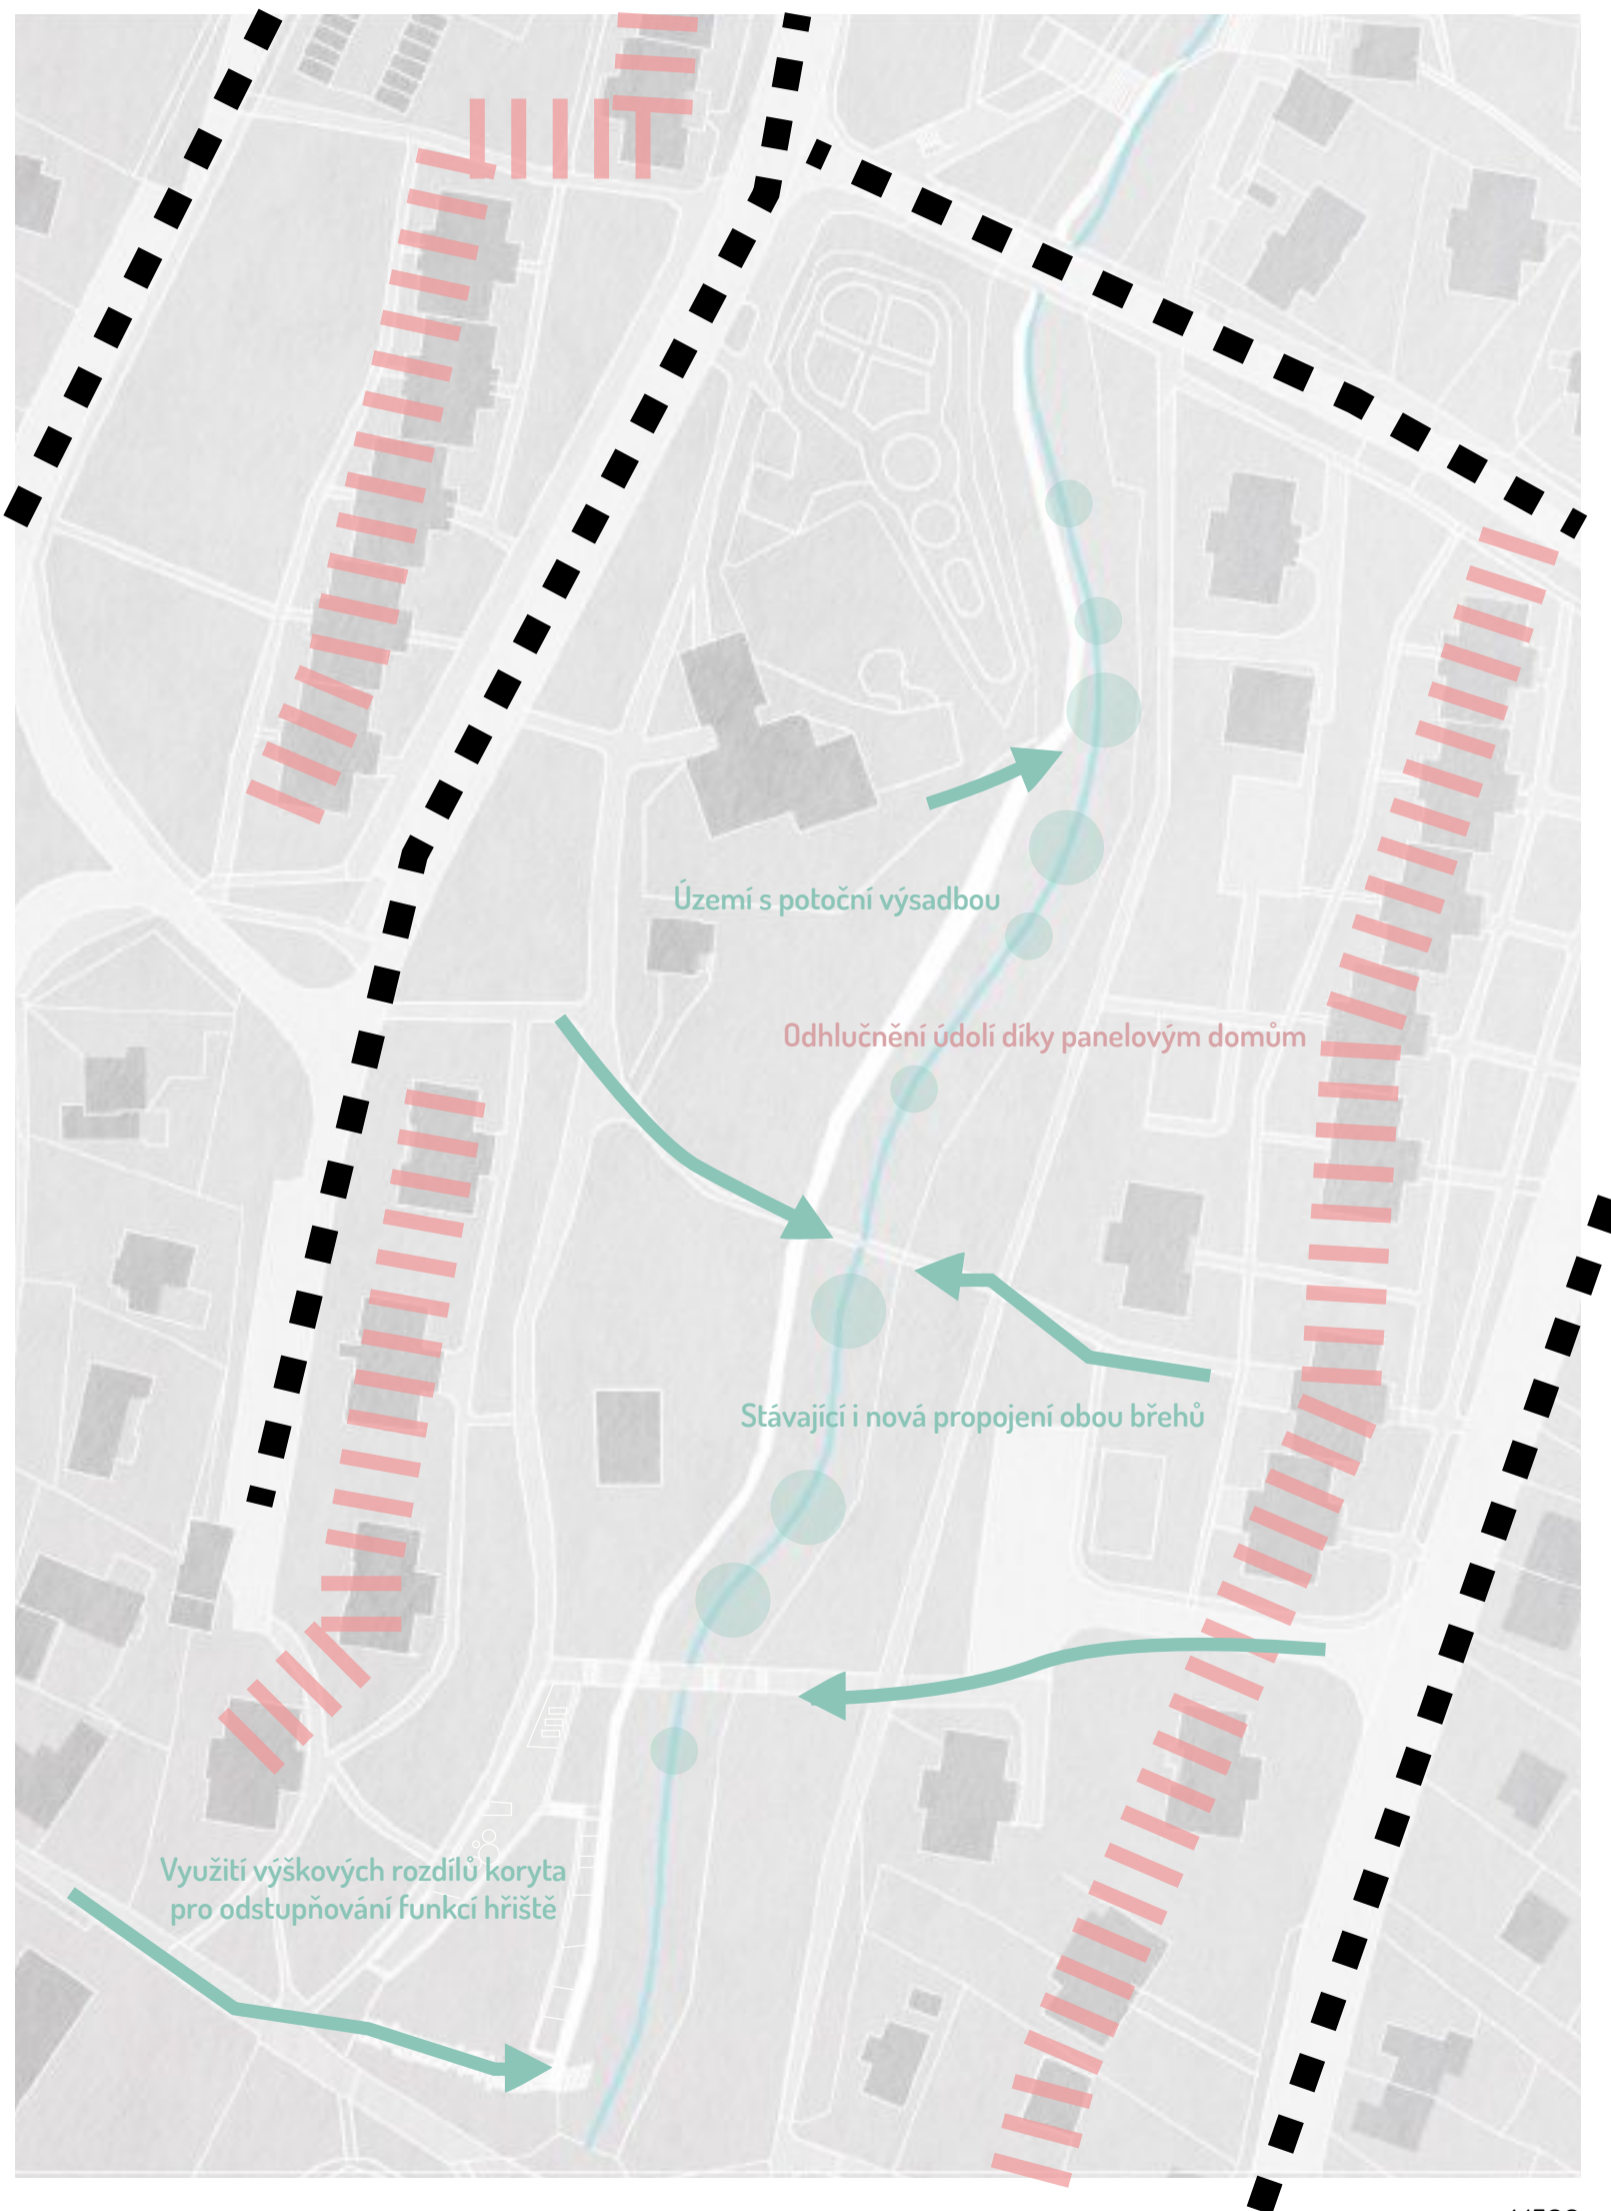 Území s potoční výsadbou
Odhlučnění údolí díky panelovým domům
Stávající i nová propojení obou břehů
Využití výškových rozdílů koryta
pro odstupňování funkcí hřiště